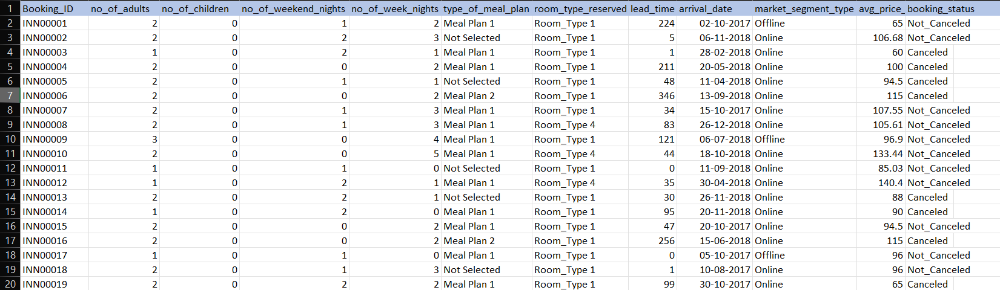 1 Booking_ID no_of_adults no_of_children no_of_weekend_nights no_of_week_nights type_of_meal_plan room_type_reserved lead_time arrival_date market_segment_type avg_price_ booking_status
2 INN00001 2 0 1 2 Meal Plan 1 Room_Type 1 224 02-10-2017 Offline 65 Not_Canceled
3 INN00002 2 0 2 3 Not Selected Room_Type 1 5 06-11-2018 Online 106.68 Not_Canceled
4 INN00003 1 0 2 1 Meal Plan 1 Room_Type 1 1 28-02-2018 Online 60 Canceled
5 INN00004 2 0 0 2 Meal Plan 1 Room_Type 1 211 20-05-2018 Online 100 Canceled
6 INN00005 2 0 1 1 Not Selected Room_Type 1 48 11-04-2018 Online 94.5 Canceled
7 INN00006 2 0 0 2 Meal Plan 2 Room_Type 1 346 13-09-2018 Online 115 Canceled
8 INN00007 2 0 1 3 Meal Plan 1 Room_Type 1 34 15-10-2017 Online 107.55 Not_Canceled
9 INN00008 2 0 1 3 Meal Plan 1 Room_Type 4 83 26-12-2018 Online 105.61 Not_Canceled
10 INN00009 3 0 0 4 Meal Plan 1 Room_Type 1 121 06-07-2018 Offline 96.9 Not_Canceled
11 INN00010 2 0 0 5 Meal Plan 1 Room_Type 4 44 18-10-2018 Online 133.44 Not_Canceled
12 INN00011 1 0 1 0 Not Selected Room_Type 1 0 11-09-2018 Online 85.03 Not_Canceled
13 INN00012 1 0 2 1 Meal Plan 1 Room_Type 4 35 30-04-2018 Online 140.4 Not_Canceled
14 INN00013 2 0 2 1 Not Selected Room_Type 1 30 26-11-2018 Online 88 Canceled
15 INN00014 1 0 2 0 Meal Plan 1 Room_Type 1 95 20-11-2018 Online 90 Canceled
16 INN00015 2 0 0 2 Meal Plan 1 Room_Type 1 47 20-10-2017 Online 94.5 Not_Canceled
17 INN00016 2 0 0 2 Meal Plan 2 Room_Type 1 256 15-06-2018 Online 115 Canceled
18 INN00017 1 0 1 0 Meal Plan 1 Room_Type 1 0 05-10-2017 Offline 96 Not_Canceled
19 INN00018 2 0 1 3 Not Selected Room_Type 1 1 10-08-2017 Online 96 Not_Canceled
20 INN00019 2 0 2 2 Meal Plan 1 Room_Type 1 99 30-10-2017 Online 65 Canceled